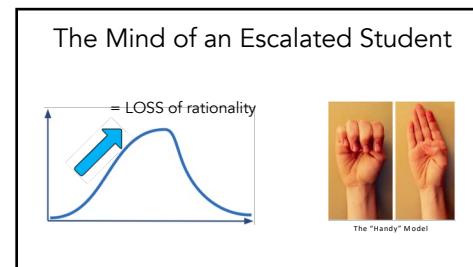 The Mind of an Escalated Student
= LOSS of rationality
The "Handy" Model